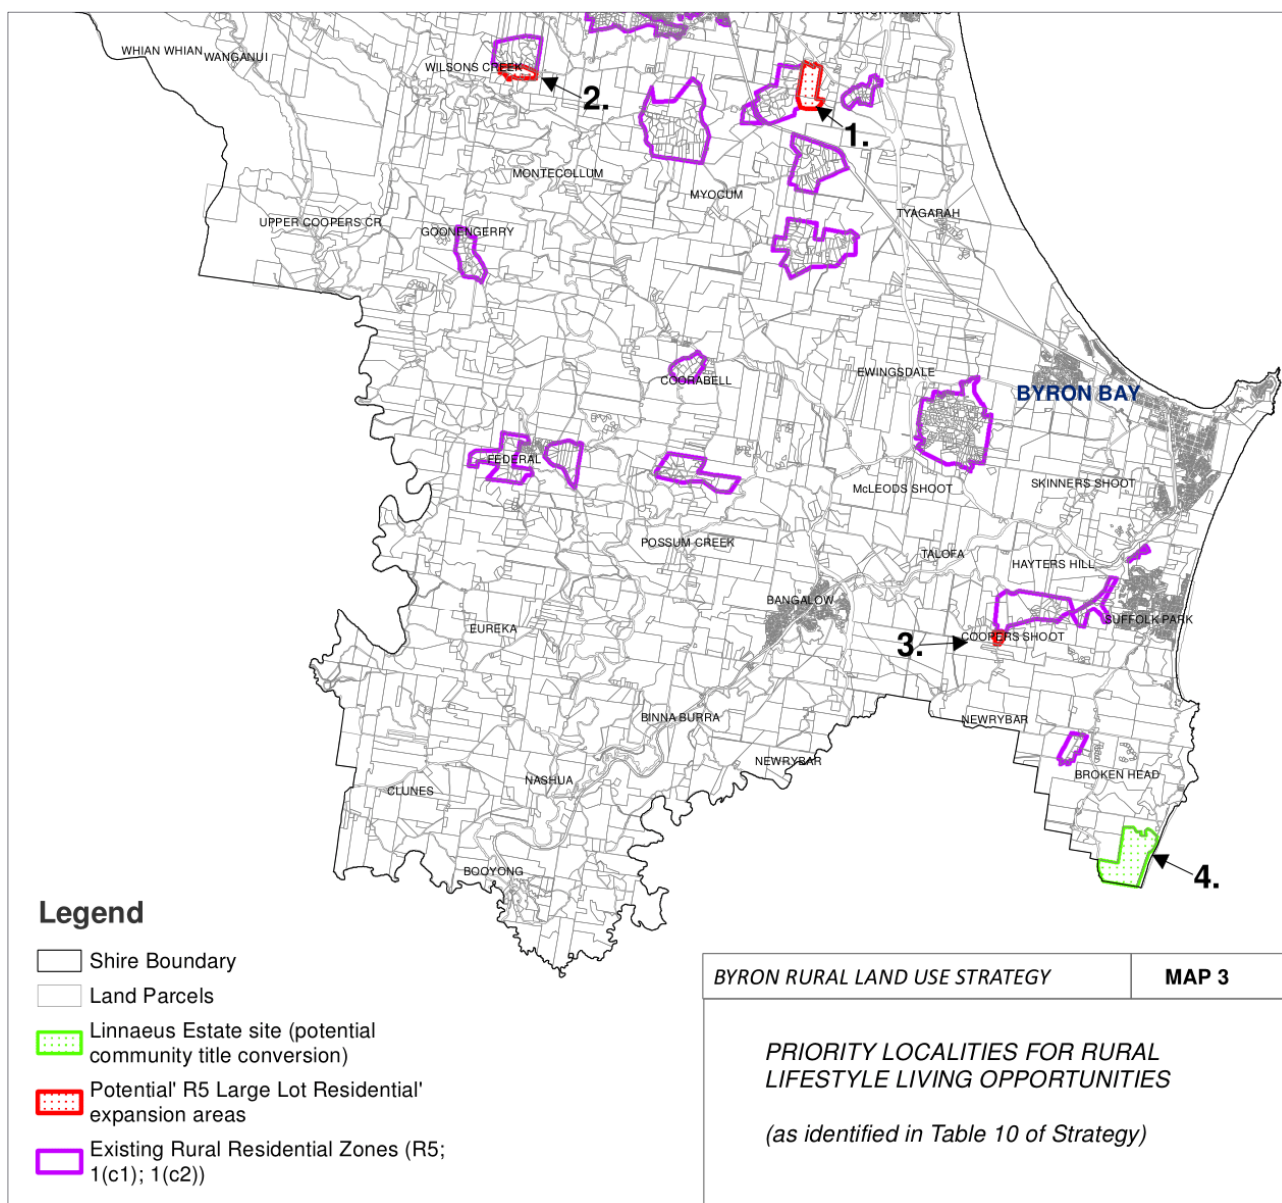 WHIAN WHIAN
WANGANUI
WILSONS CREEK
2.
1.
MONTECOLLUM
MYOCUM
TYAGARAH
UPPER COOPERS CR
GOONENGERRY
COORABELL
EWINGSDALE
BYRON BAY
FEDERAL
McLEODS SHOOT
SKINNERS SHOOT
POSSUM CREEK
TALOFA
HAYTERS HILL
BANGALOW
SUFFOLK PARK
EUREKA
3.
COOPERS SHOOT
BINNA BURRA
NEWRYBAR
NEWRYBAR
BROKEN HEAD
NASHUA
CLUNES
BOOYONG
4.
Legend
Shire Boundary
Land Parcels
Linnaeus Estate site (potential
community title conversion)
Potential' R5 Large Lot Residential'
expansion areas
Existing Rural Residential Zones (R5;
1(c1); 1(c2))
BYRON RURAL LAND USE STRATEGY
MAP 3
PRIORITY LOCALITIES FOR RURAL
LIFESTYLE LIVING OPPORTUNITIES
(as identified in Table 10 of Strategy)